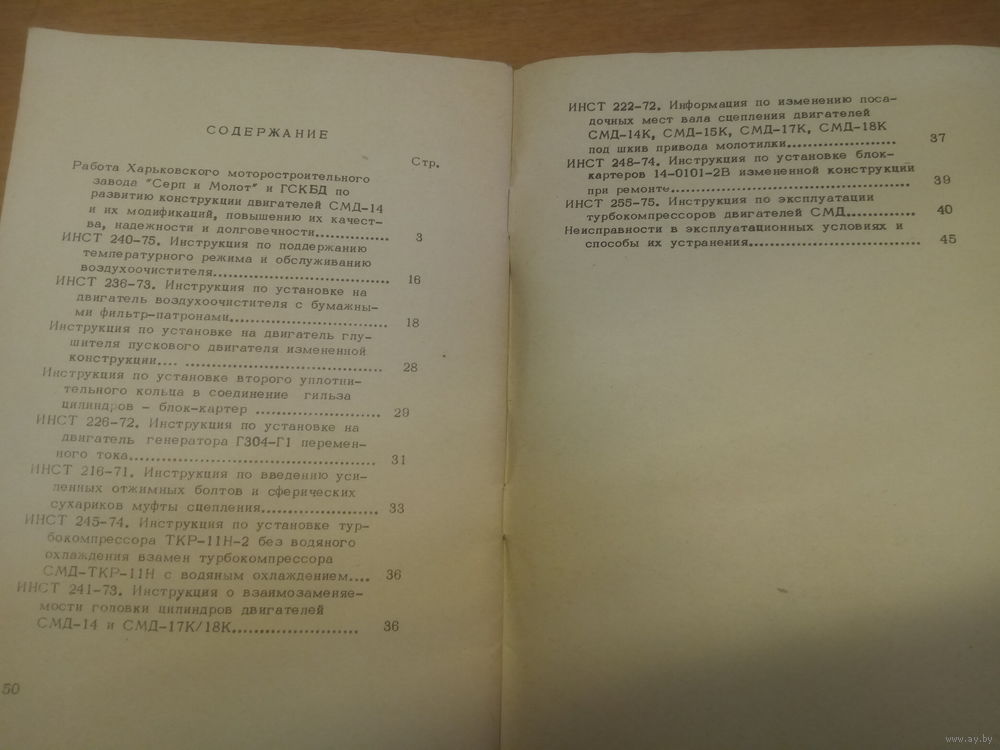 СОДЕРЖАНИЕ
Стр.
Работа Харьковского моторостроительного
завода "Серп и Молот" и ГСКБД по
развитию конструкции двигателей СМД-14
и их модификаций, повышению их качест-
ва, надежности и долговечности.............. 3
ИНСТ 240-75. Инструкция по поддержанию
температурного режима и обслуживанию
воздухоочистителя............................ 16
ИНСТ 236-73. Инструкция по установке на
двигатель воздухоочистителя с бумажны-
ми фильтр-патронами......................... 18
Инструкция по установке на двигатель глу-
шителя пускового двигателя измененной
конструкции.... .............................. 28
Инструкция по установке второго уплотни-
тельного кольца в соединение гильза
цилиндров - блок-картер .................... 29
ИНСТ 226-72. Инструкция по установке на
двигатель генератора Г304-Г1 перемен-
ного тока....................................... 31
ИНСТ 216-71. Инструкция по введению уси-
ленных отжимных болтов и сферических
сухариков муфты сцепления.................. 33
ИНСТ 245-74. Инструкция по установке тур-
бокомпрессора ТКР-11Н-2 без водяного
охлаждения взамен турбокомпрессора
СМД-ТКР-11Н с водяным охлаждением.... 36
ИНСТ 241-73. Инструкция о взаимозаменяе-
мости головки цилиндров двигателей
СМД-14 и СМД-17К/18К..................... 36
50
ИНСТ 222-72. Информация по изменению поса-
дочных мест вала сцепления двигателей
СМД-14К, СМД-15К, СМД-17К, СМД-18К
под шкив привода молотилки................. 37
ИНСТ 248-74. Инструкция по установке блок-
картеров 14-0101-2В измененной конструкции
при ремонте..................................... 39
ИНСТ 255-75. Инструкция по эксплуатации
турбокомпрессоров двигателей СМД............ 40
Неисправности в эксплуатационных условиях и
способы их устранения........................... 45
www.ay.by